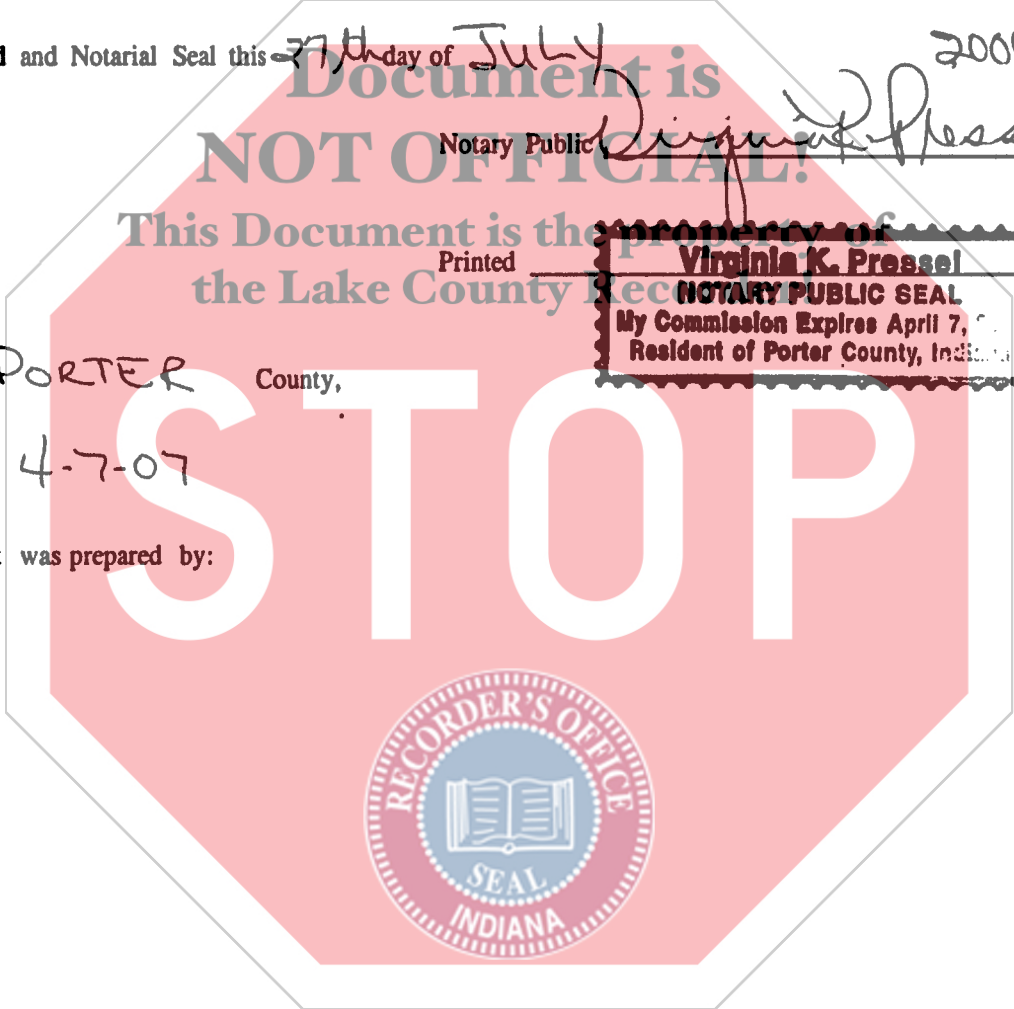 and Notarial Seal this 27th day of JULY
Document is
NOT OFFICIAL!
Notary Public Virginia K. Press
This Document is the property of
the Lake County Recorder!
Printed
Virginia K. Pressel
NOTARY PUBLIC SEAL
My Commission Expires April 7,
Resident of Porter County,
PORTER County,
4-7-07
was prepared by:
STOP
RECORDER'S OFFICE
SEAL
INDIANA